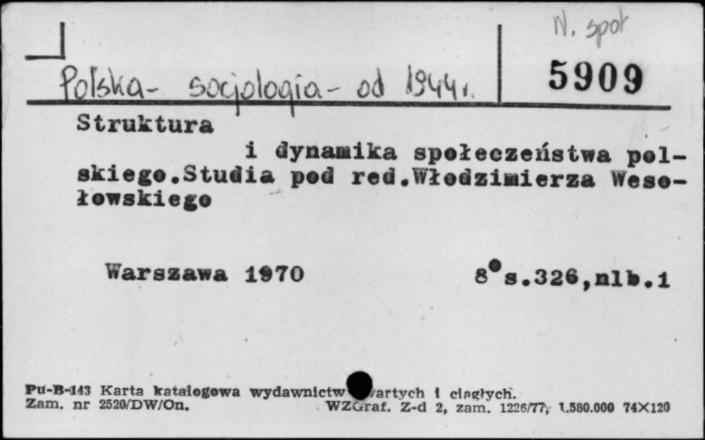 N. społ
Polska - socjologia - od 1944 r.
5909
Struktura
i dynamika społeczeństwa pol-
skiego.Studia pod red.Włodzimierza Weso-
łowskiego
Warszawa 1970 8° s.326,nlb.1
Pu-B-143 Karta katalogowa wydawnictw zwartych i ciągłych.
Zam. nr 2520/DW/On. WZGraf. Z-d 2, zam. 1226/77, 1.580.000 74X120